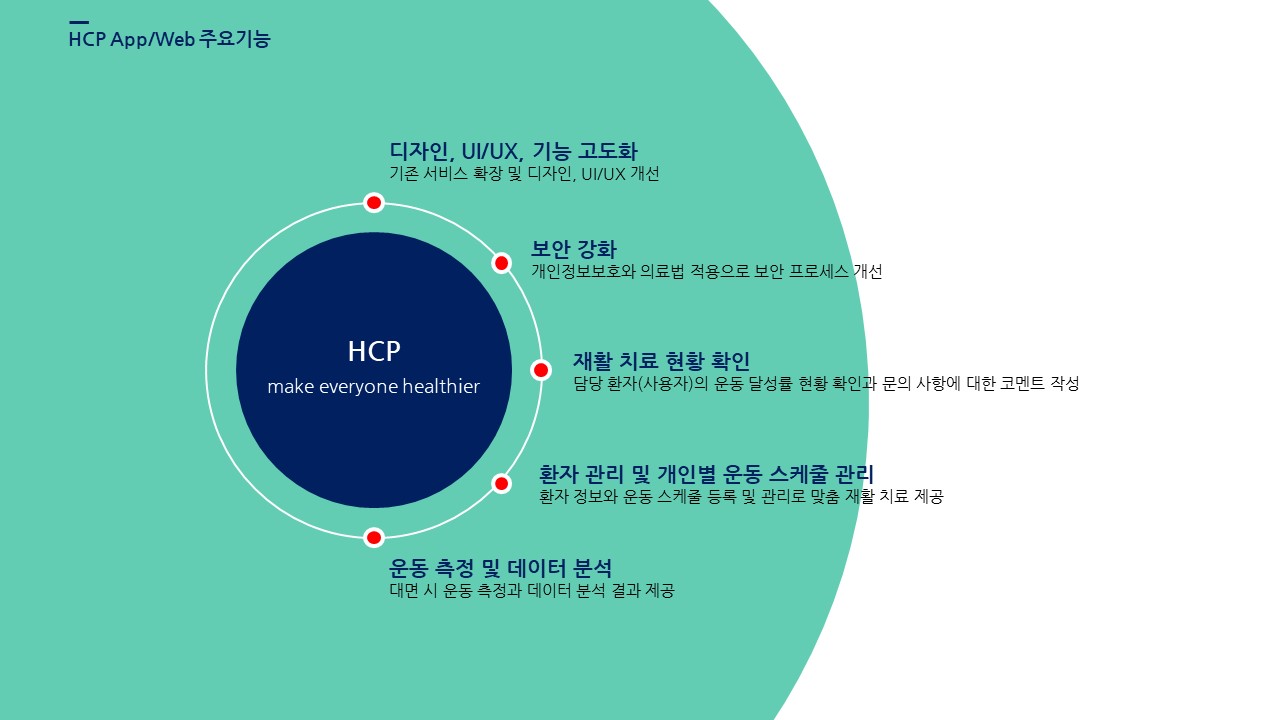 HCP App/Web 주요기능
디자인, UI/UX, 기능 고도화
기존 서비스 확장 및 디자인, UI/UX 개선
보안 강화
개인정보보호와 의료법 적용으로 보안 프로세스 개선
HCP
make everyone healthier
재활 치료 현황 확인
담당 환자(사용자)의 운동 달성률 현황 확인과 문의 사항에 대한 코멘트 작성
환자 관리 및 개인별 운동 스케줄 관리
환자 정보와 운동 스케줄 등록 및 관리로 맞춤 재활 치료 제공
운동 측정 및 데이터 분석
대면 시 운동 측정과 데이터 분석 결과 제공